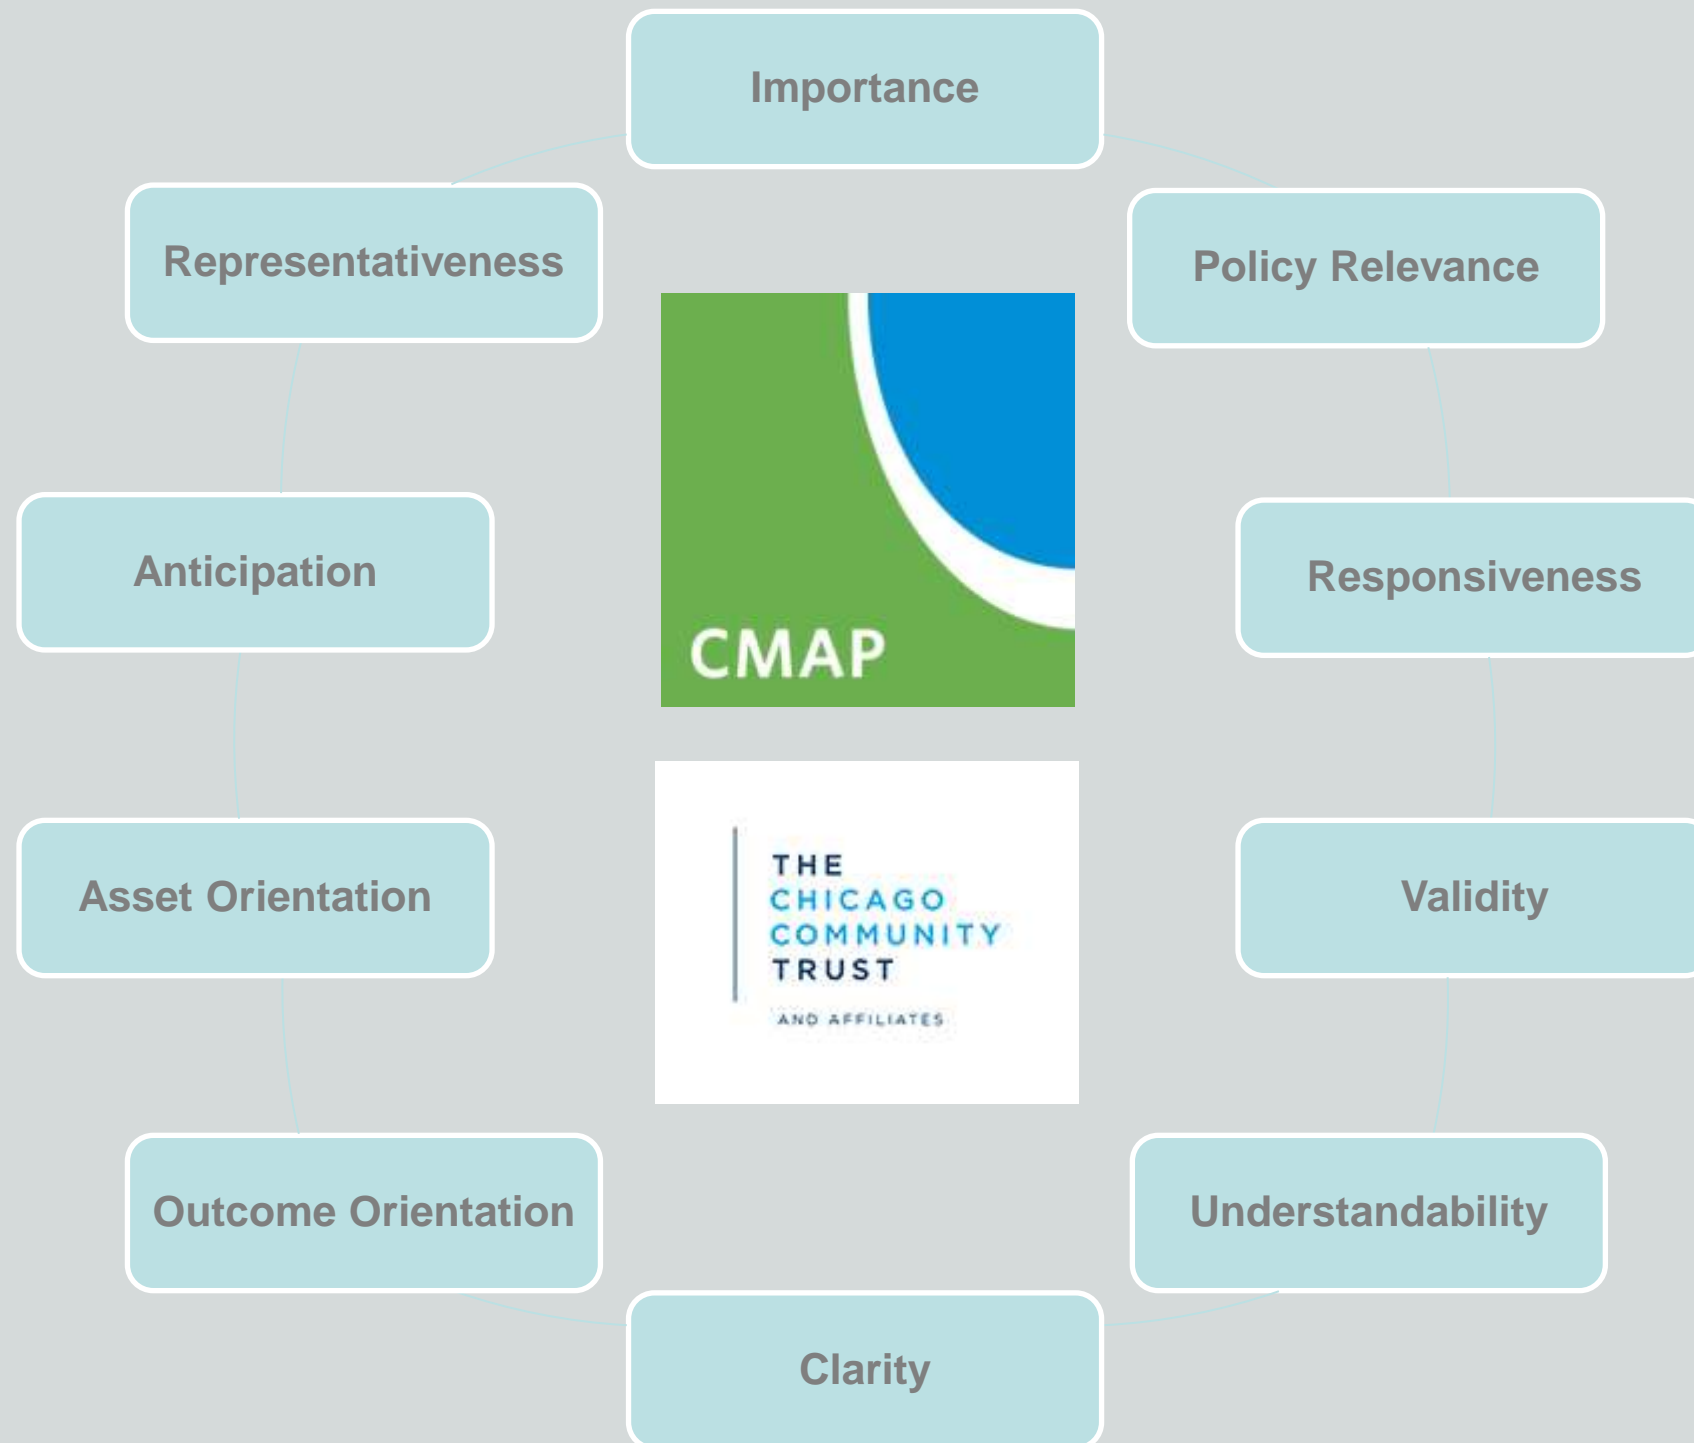 Importance
Representativeness
Policy Relevance
Anticipation
Responsiveness
CMAP
Asset Orientation
Validity
THE
CHICAGO
COMMUNITY
TRUST
AND AFFILIATES
Outcome Orientation
Understandability
Clarity